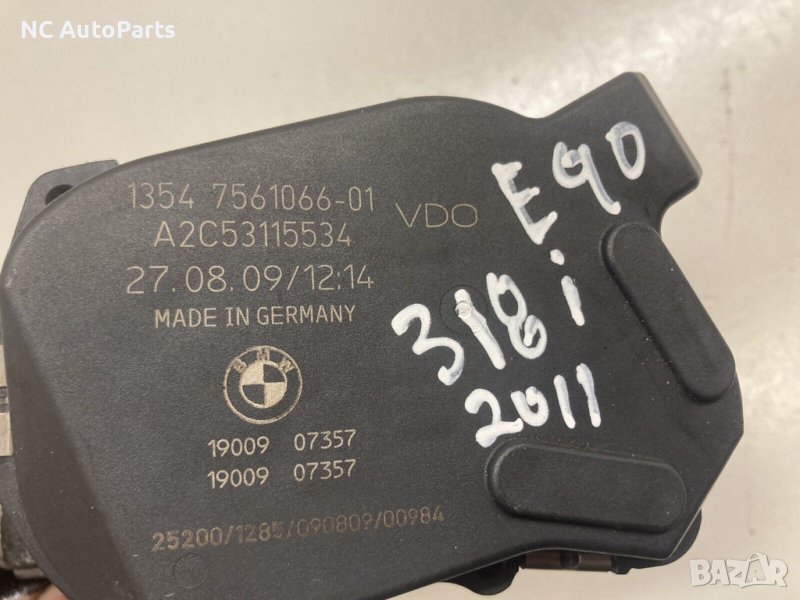 NC AutoParts
1354 7561066-01
VDO
A2C53115534
27.08.09/12:14
MADE IN GERMANY
BMW
19009 07357
19009 07357
25200/1285/090809/00984
E90
318i
2011
BAZAR